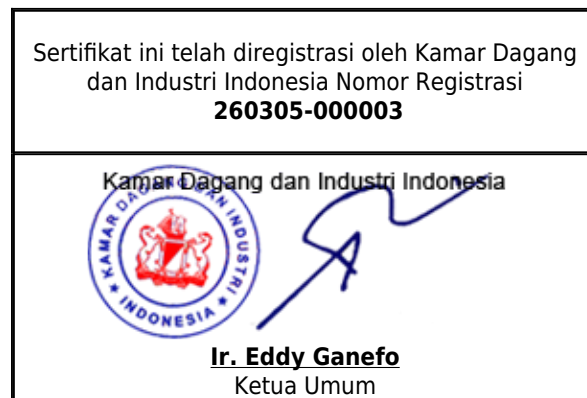 Sertifikat ini telah diregistrasi oleh Kamar Dagang
dan Industri Indonesia Nomor Registrasi
260305-000003
Kamar Dagang dan Industri Indonesia
KAMAR DAGANG DAN INDUSTRI
INDONESIA
Ir. Eddy Ganefo
Ketua Umum